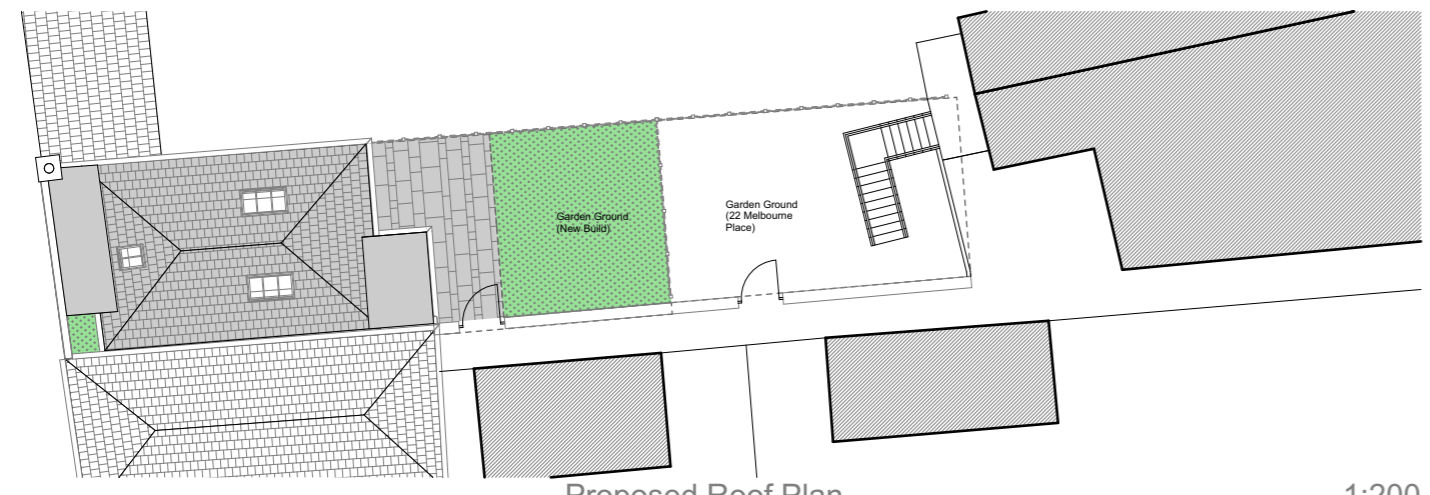 Garden Ground
(New Build)
Garden Ground
(22 Melbourne
Place)
Proposed Roof Plan
1:200